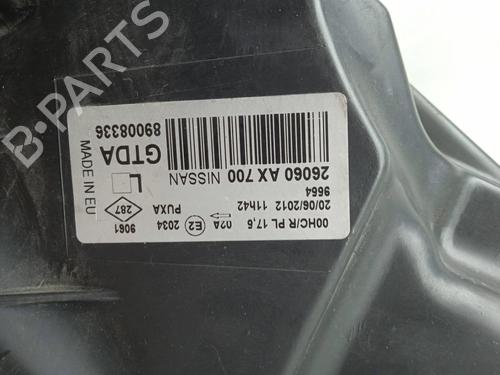 B-PARTS
00HC/R PL 17,5
20/06/2012 11h42
9664
26060 AX 700 NISSAN
GTDA
89008336
9061
287
L
MADE IN EU
02A E2 2034
PUXA